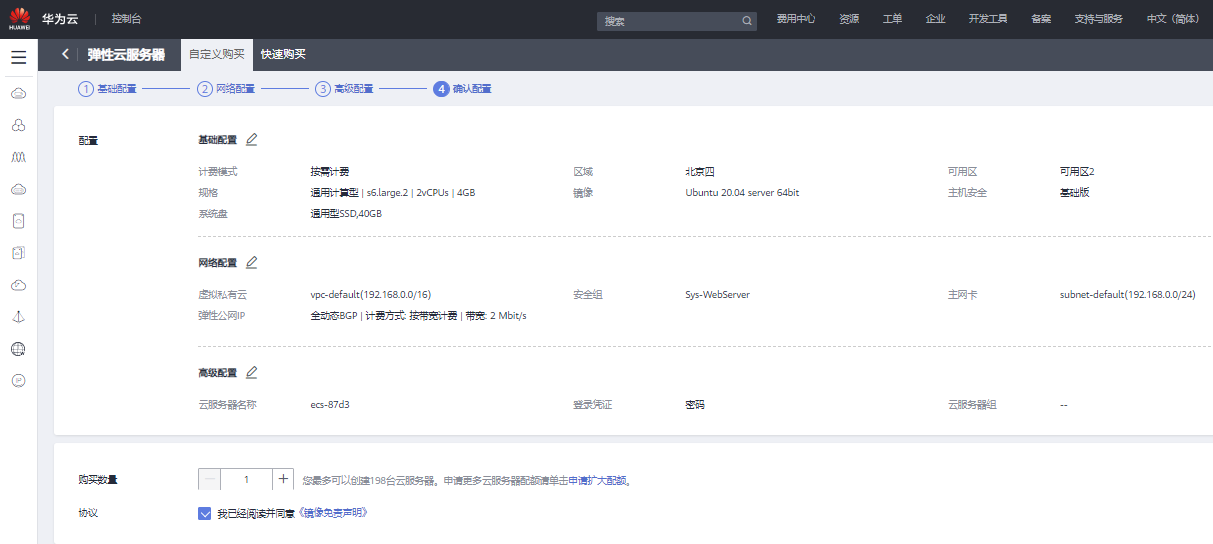 HUAWEI 华为云 | 控制台 搜索 费用中心 资源 工单 企业 开发工具 备案 支持与服务 中文（简体）
弹性云服务器 自定义购买 快速购买
1 基础配置 2 网络配置 3 高级配置 4 确认配置
配置 基础配置
计费模式 按需计费 区域 北京四 可用区 可用区2
规格 通用计算型 | s6.large.2 | 2vCPUs | 4GB 镜像 Ubuntu 20.04 server 64bit 主机安全 基础版
系统盘 通用型SSD,40GB
网络配置
虚拟私有云 vpc-default(192.168.0.0/16) 安全组 Sys-WebServer 主网卡 subnet-default(192.168.0.0/24)
弹性公网IP 全动态BGP | 计费方式: 按带宽计费 | 带宽: 2 Mbit/s
高级配置
云服务器名称 ecs-87d3 登录凭证 密码 云服务器组 --
购买数量 − 1 + 您最多可以创建198台云服务器。申请更多云服务器配额请单击申请扩大配额。
协议 我已经阅读并同意《镜像免责声明》